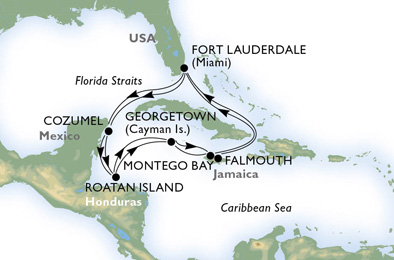 USA
FORT LAUDERDALE
(Miami)
Florida Straits
COZUMEL
Mexico
GEORGETOWN
(Cayman Is.)
MONTEGO BAY
FALMOUTH
Jamaica
ROATAN ISLAND
Honduras
Caribbean Sea